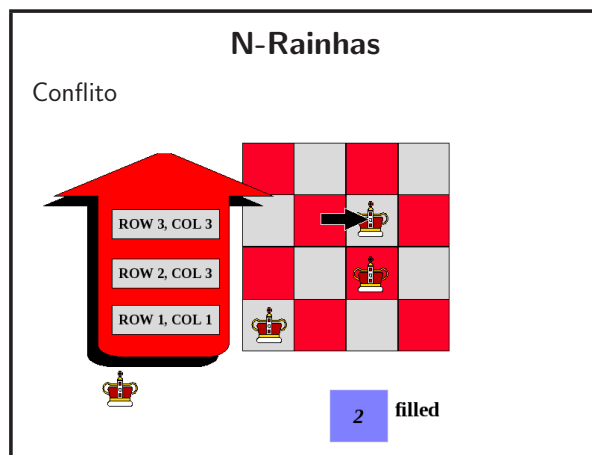 N-Rainhas
Conflito
ROW 3, COL 3
ROW 2, COL 3
ROW 1, COL 1
2 filled